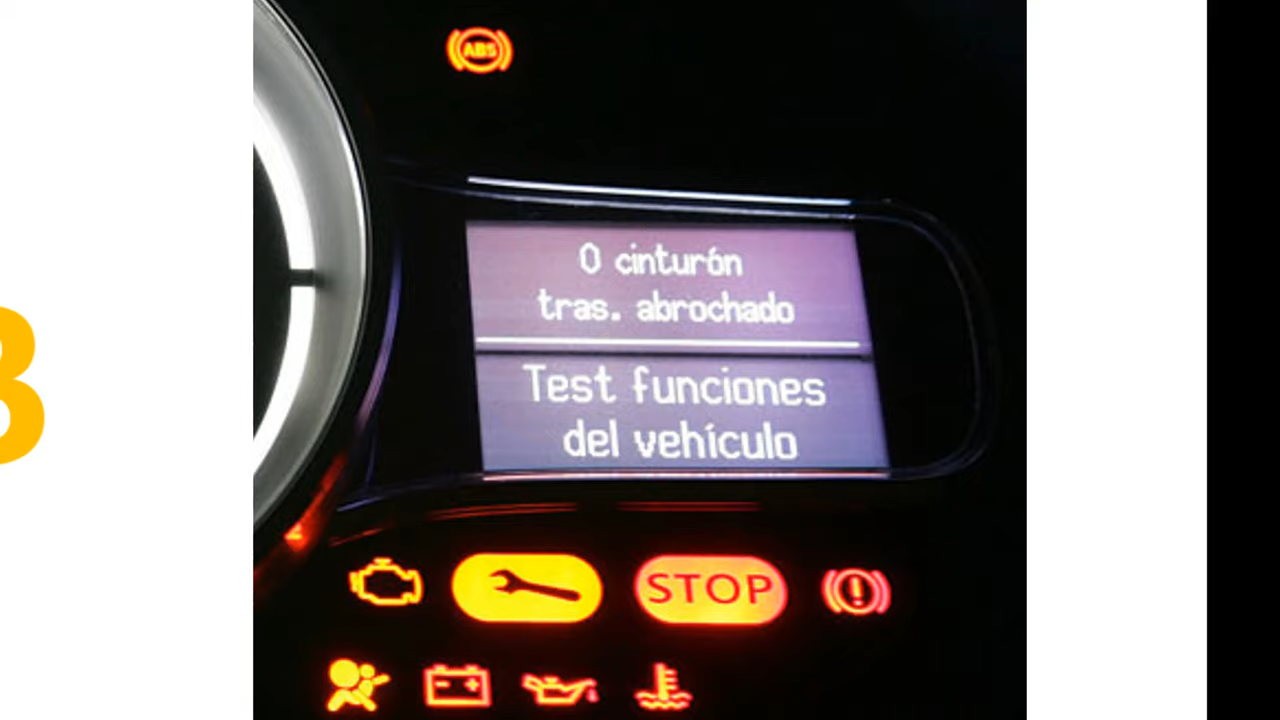 ABS
0 cinturón
tras. abrochado
Test funciones
del vehículo
STOP